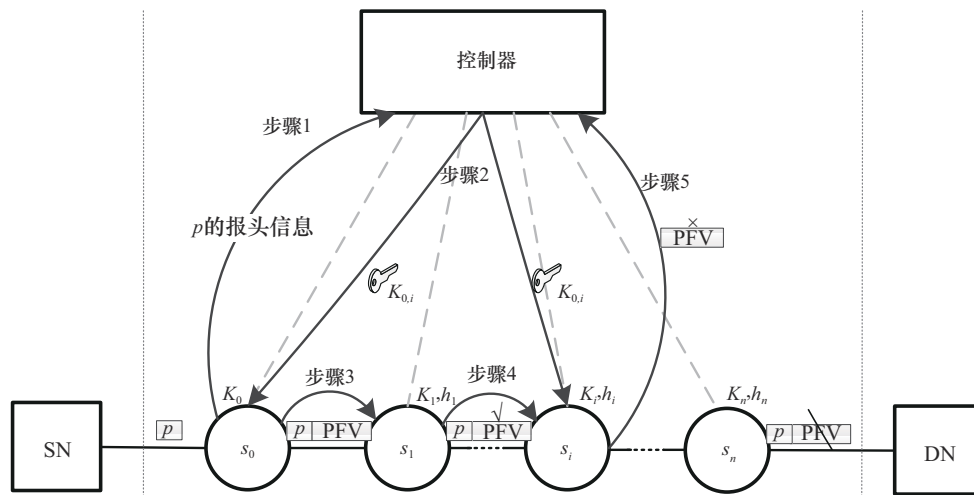 控制器
步骤1
步骤2
步骤5
p的报头信息
×
PFV
K0,i
K0,i
步骤3
步骤4
K0
K1,h1
Ki,hi
Kn,hn
SN
p
s0
p PFV
s1
p PFV
√
si
sn
p PFV
DN